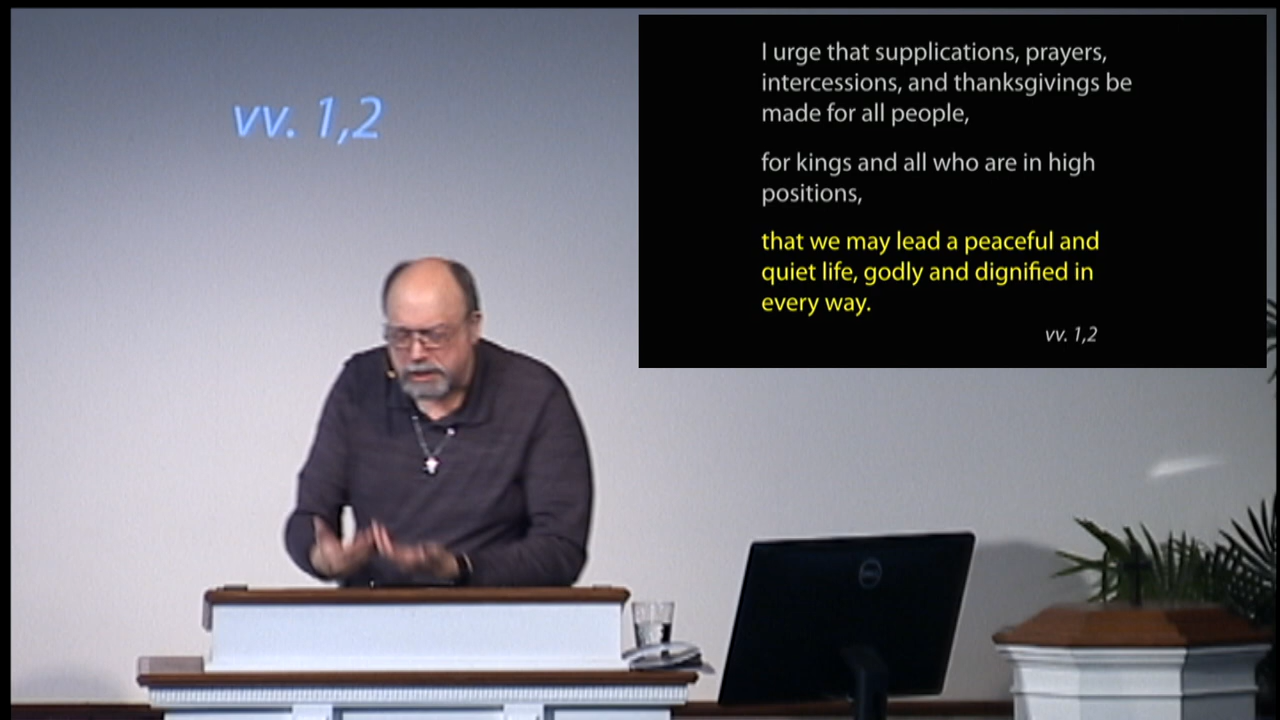 vv. 1,2
I urge that supplications, prayers,
intercessions, and thanksgivings be
made for all people,
for kings and all who are in high
positions,
that we may lead a peaceful and
quiet life, godly and dignified in
every way.
vv. 1,2
DELL